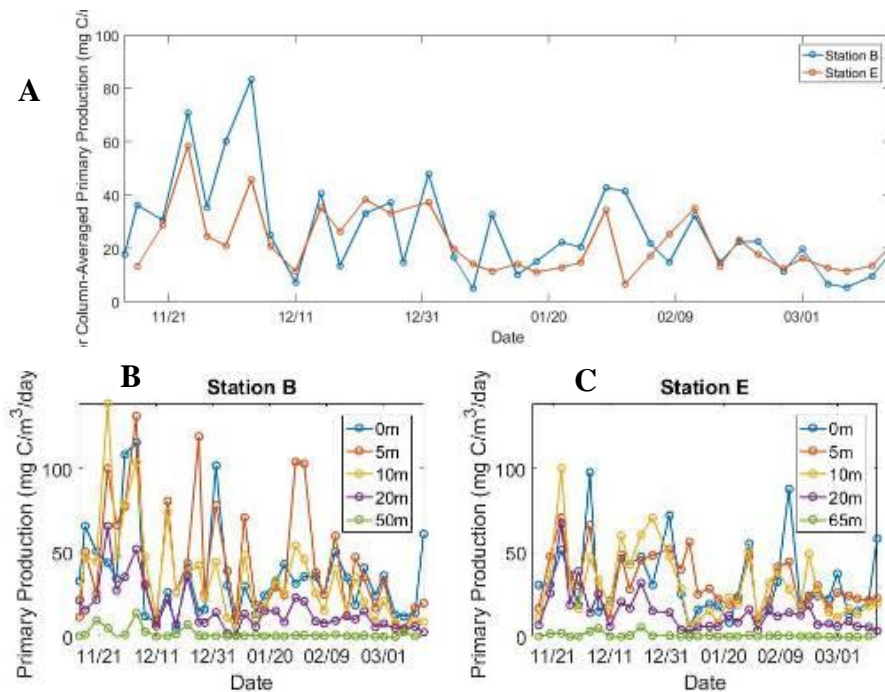 A
r Column-Averaged Primary Production (mg C/
100
80
60
40
20
0
Station B
Station E
11/21 12/11 12/31 01/20 02/09 03/01
Date
B
Station B
Primary Production (mg C/m³/day
100
50
0
0m
5m
10m
20m
50m
11/21 12/11 12/31 01/20 02/09 03/01
Date
C
Station E
Primary Production (mg C/m³/day
100
50
0
0m
5m
10m
20m
65m
11/21 12/11 12/31 01/20 02/09 03/01
Date